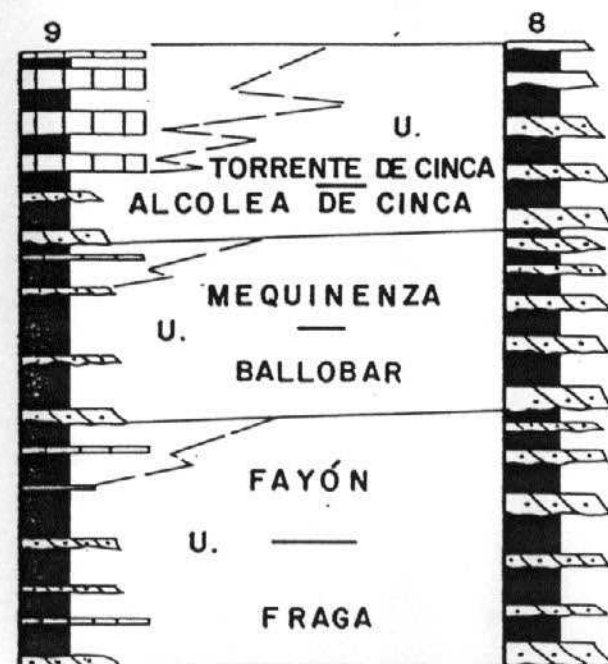 9
8
U.
TORRENTE DE CINCA
ALCOLEA DE CINCA
MEQUINENZA
U.
BALLOBAR
FAYÓN
U.
FRAGA